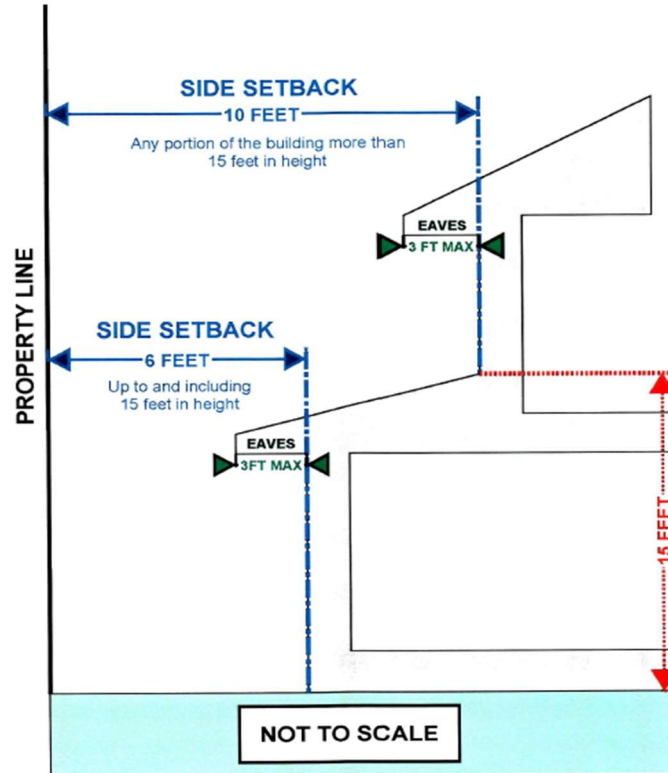 SIDE SETBACK
10 FEET
Any portion of the building more than
15 feet in height
EAVES
3 FT MAX
PROPERTY LINE
SIDE SETBACK
6 FEET
Up to and including
15 feet in height
EAVES
3FT MAX
15 FEET
NOT TO SCALE